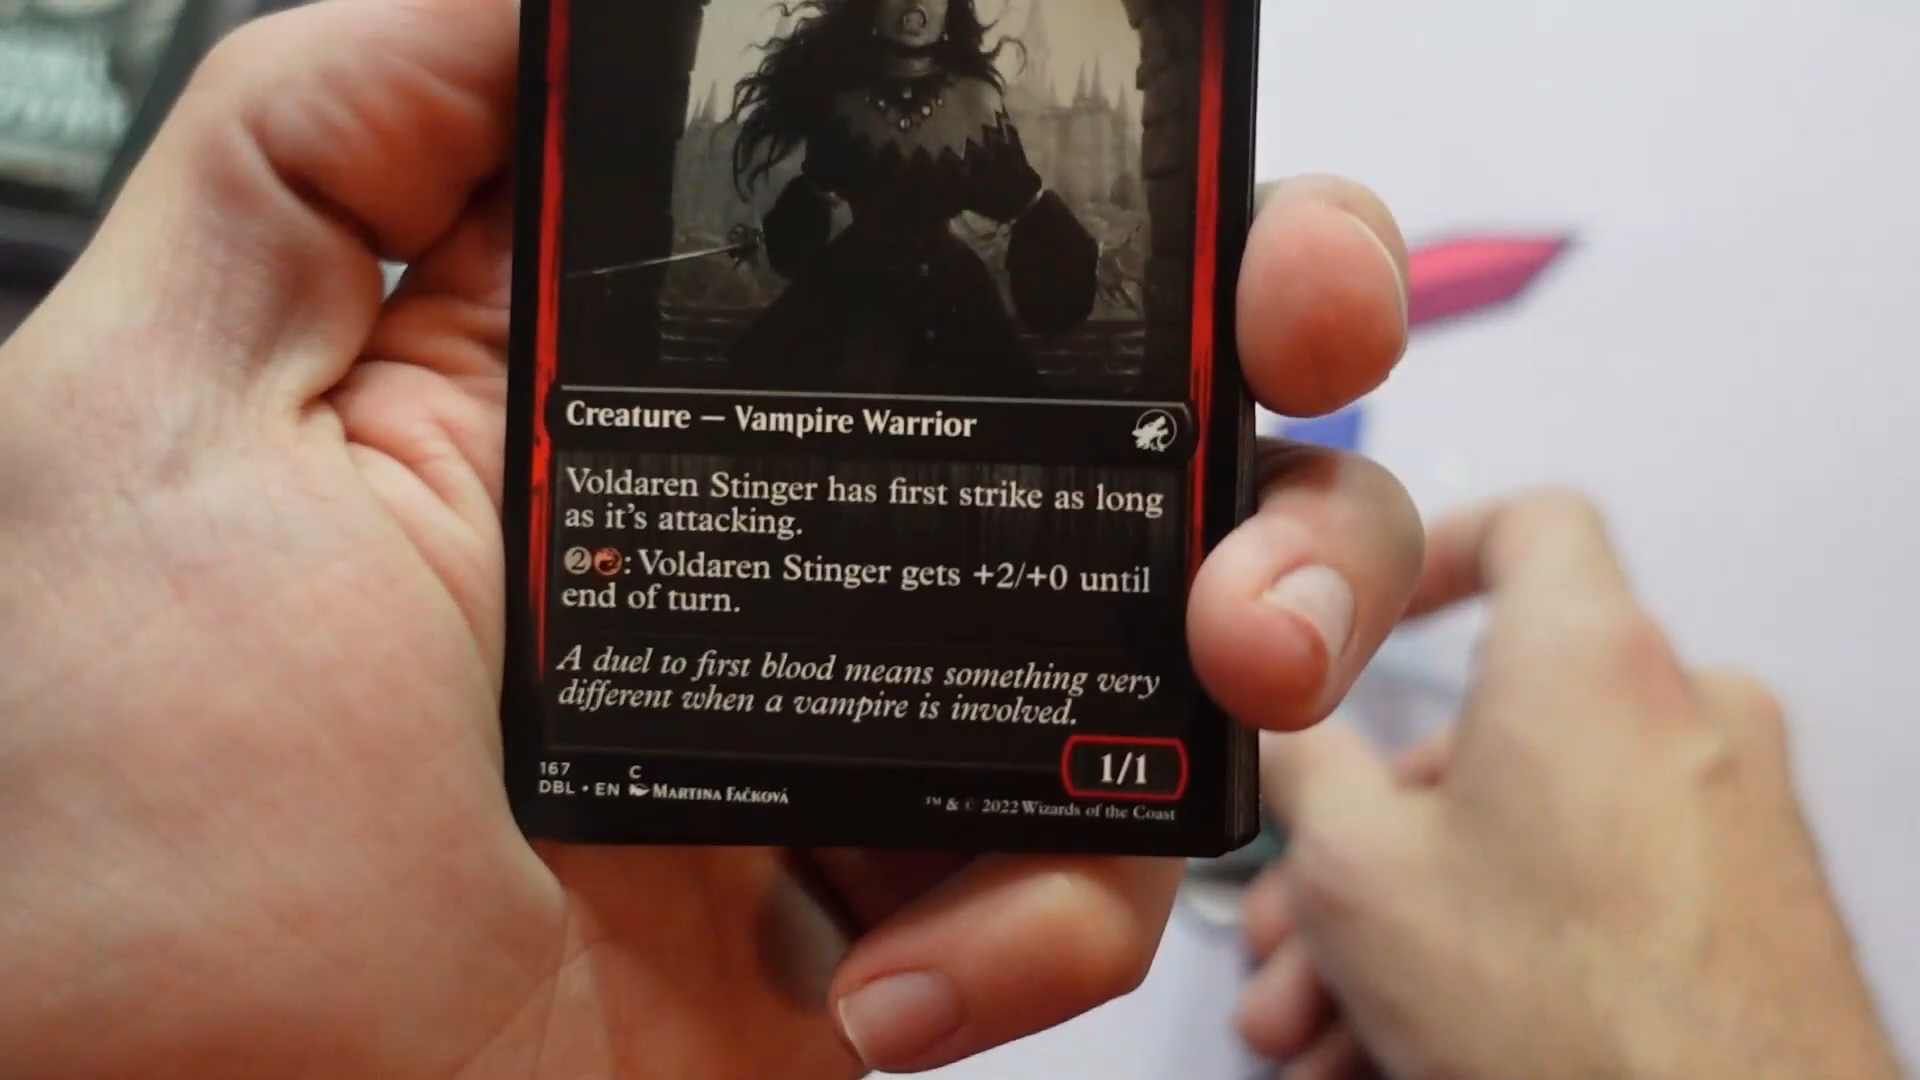 Creature — Vampire Warrior
Voldaren Stinger has first strike as long
as it's attacking.
2: Voldaren Stinger gets +2/+0 until
end of turn.
A duel to first blood means something very
different when a vampire is involved.
1/1
167 C
DBL • EN MARTINA FAČKOVÁ
™ & © 2022 Wizards of the Coast